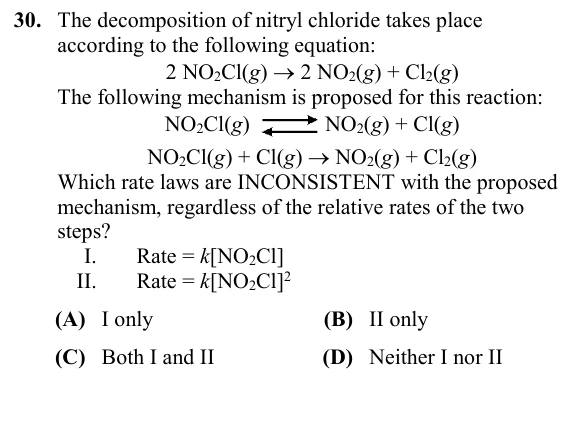 30. The decomposition of nitryl chloride takes place
according to the following equation:
2 NO₂Cl(g) → 2 NO₂(g) + Cl₂(g)
The following mechanism is proposed for this reaction:
NO₂Cl(g) ⇌ NO₂(g) + Cl(g)
NO₂Cl(g) + Cl(g) → NO₂(g) + Cl₂(g)
Which rate laws are INCONSISTENT with the proposed
mechanism, regardless of the relative rates of the two
steps?
I. Rate = k[NO₂Cl]
II. Rate = k[NO₂Cl]²
(A) I only (B) II only
(C) Both I and II (D) Neither I nor II